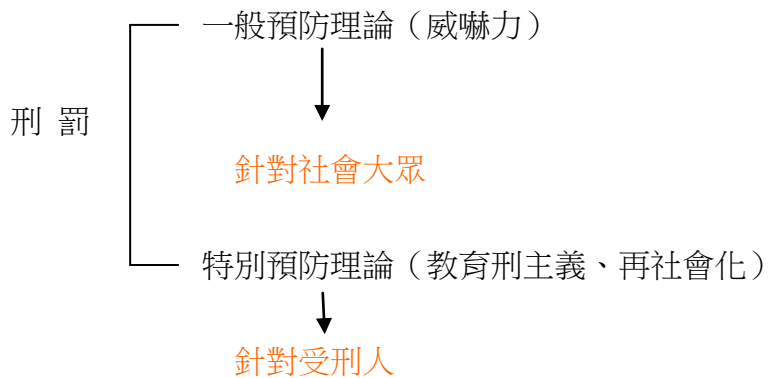 一般預防理論（威嚇力）
刑 罰
針對社會大眾
特別預防理論（教育刑主義、再社會化）
針對受刑人